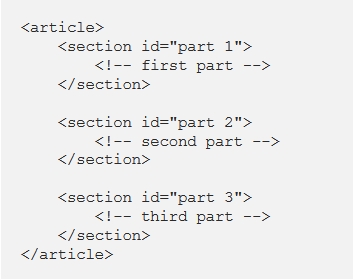 <article>
<section id="part 1">
<!-- first part -->
</section>
<section id="part 2">
<!-- second part -->
</section>
<section id="part 3">
<!-- third part -->
</section>
</article>